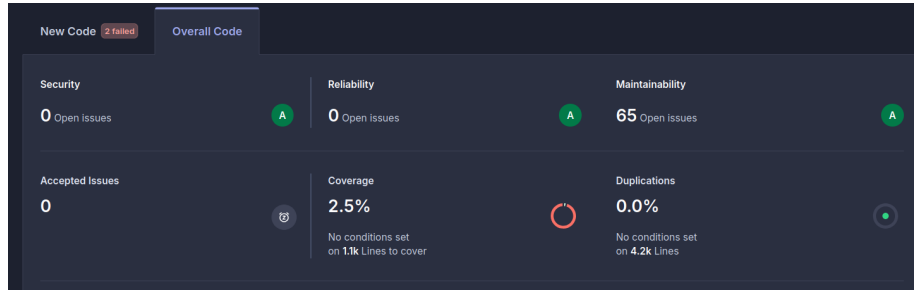 New Code 2 failed Overall Code
Security Reliability Maintainability
0 Open issues A 0 Open issues A 65 Open issues A
Accepted Issues Coverage Duplications
0 2.5% 0.0%
No conditions set No conditions set
on 1.1k Lines to cover on 4.2k Lines